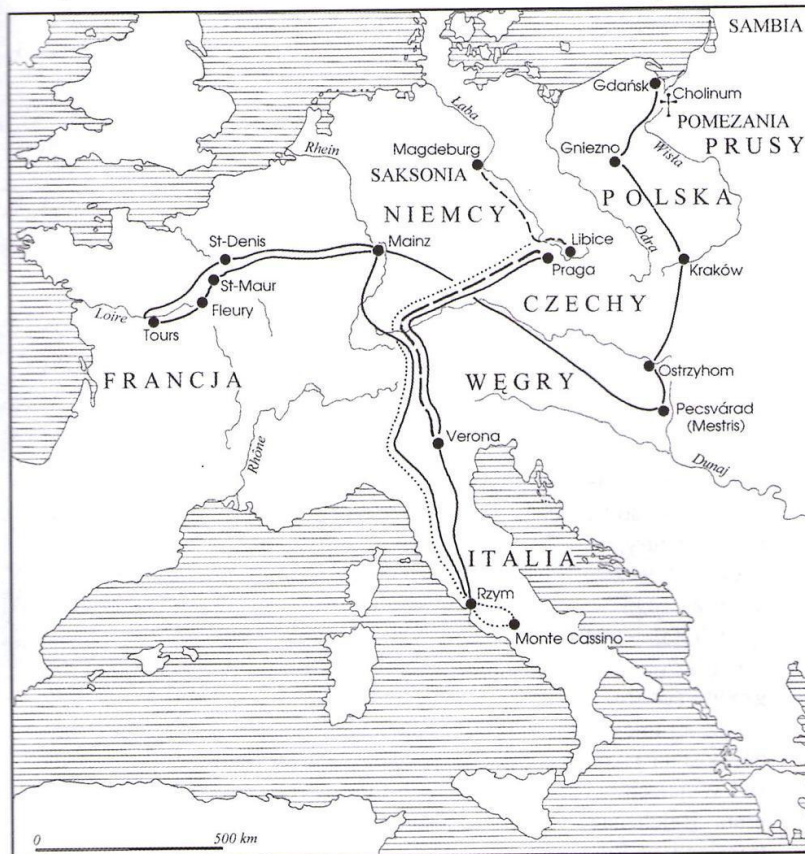 SAMBIA
Gdańsk
Cholinum
POMEZANIA
PRUSY
Łaba
Rhein
Magdeburg
SAKSONIA
Gniezno
Wisła
POLSKA
NIEMCY
Odra
St-Denis
Mainz
Libice
Praga
Kraków
St-Maur
Fleury
CZECHY
Loire
Tours
Ostrzyhom
FRANCJA
WĘGRY
Pecsvárad
(Mestris)
Verona
Rhône
Dunaj
ITALIA
Rzym
Monte Cassino
0
500 km